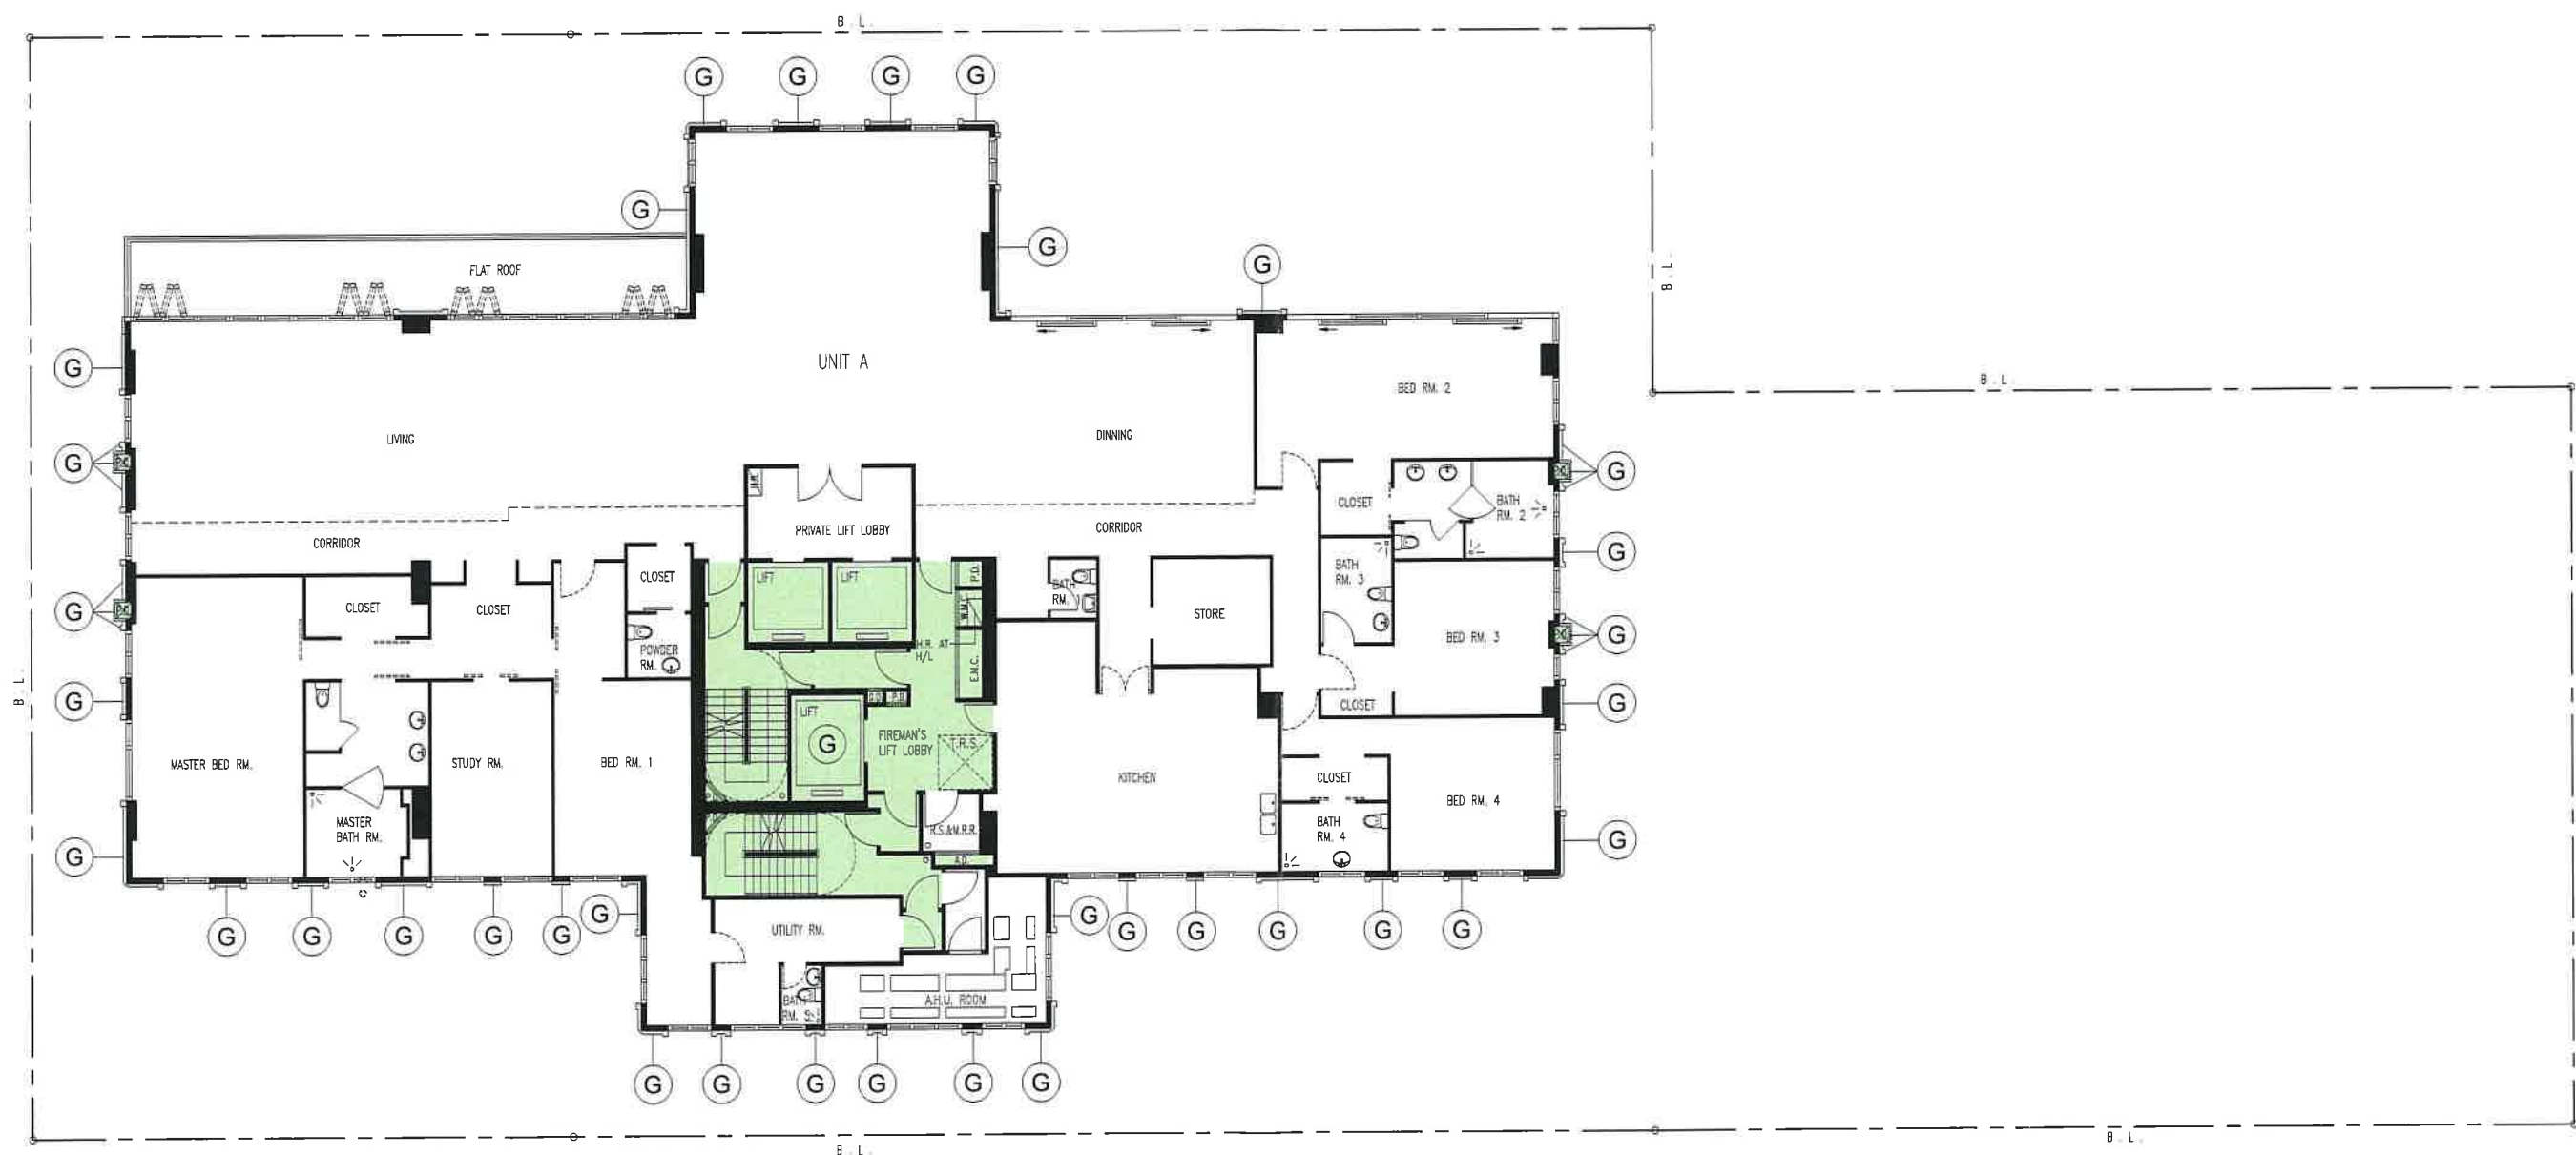 B.L.
G G G G
G
G
G
FLAT ROOF
B.L.
UNIT A
G
B.L.
BED RM. 2
LIVING
DINNING
G
P.D.
P.D.
G
CLOSET
BATH
RM. 2
PRIVATE LIFT LOBBY
CORRIDOR
CORRIDOR
G
CLOSET
LIFT
LIFT
P.D.
BATH
RM. 1
BATH
RM. 3
G
CLOSET
CLOSET
W.M.C.
STORE
BED RM. 3
G
H.R. AT
H/L
E.M.C.
POWDER
RM.
B.L.
G
CLOSET
G
LIFT
G
FIREMAN'S
LIFT LOBBY
T.R.S.
MASTER BED RM.
STUDY RM.
BED RM. 1
KITCHEN
CLOSET
BED RM. 4
G
MASTER
BATH RM.
R.S.&M.R.R.
BATH
RM. 4
G
A.D.
G G G G G G
G G G G G G
UTILITY RM.
BATH
RM. 5
A.H.U. ROOM
G G G G G G
B.L.
B.L.